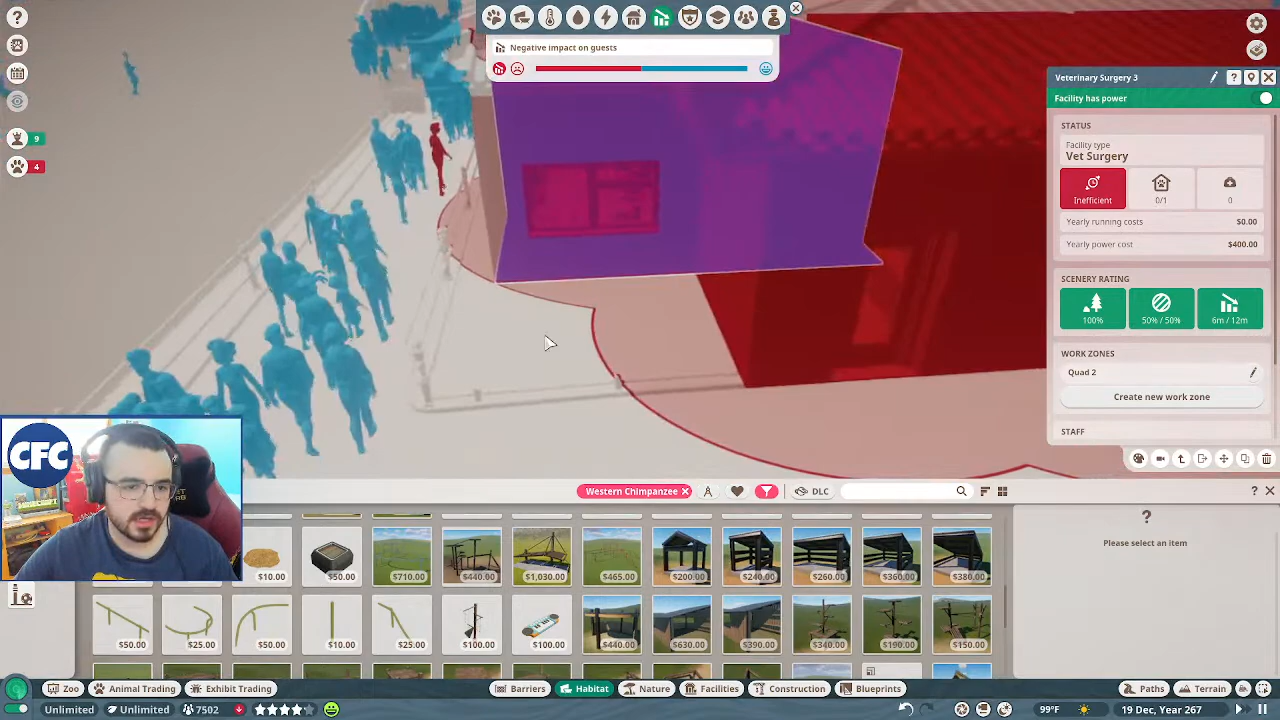 Negative impact on guests
Veterinary Surgery 3
Facility has power
9
4
STATUS
Facility type
Vet Surgery
Inefficient
0/1
0
Yearly running costs $0.00
Yearly power cost $400.00
SCENERY RATING
100%
50% / 50%
6m / 12m
WORK ZONES
Quad 2
Create new work zone
STAFF
CFC
Western Chimpanzee
DLC
Please select an item
$10.00
$50.00
$710.00
$440.00
$1,030.00
$465.00
$200.00
$240.00
$260.00
$360.00
$380.00
$50.00
$25.00
$50.00
$10.00
$25.00
$100.00
$100.00
$440.00
$630.00
$390.00
$340.00
$190.00
$150.00
Zoo
Animal Trading
Exhibit Trading
Barriers
Habitat
Nature
Facilities
Construction
Blueprints
Paths
Terrain
Unlimited
Unlimited
7502
99°F
19 Dec, Year 267